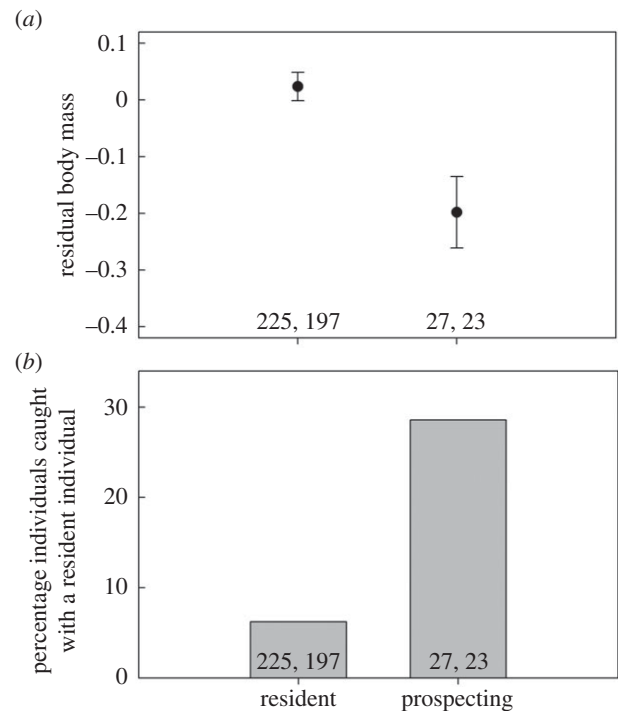 (a)
0.1
0
–0.1
–0.2
–0.3
–0.4
residual body mass
225, 197
27, 23
(b)
30
20
10
0
percentage individuals caught
with a resident individual
225, 197
27, 23
resident
prospecting